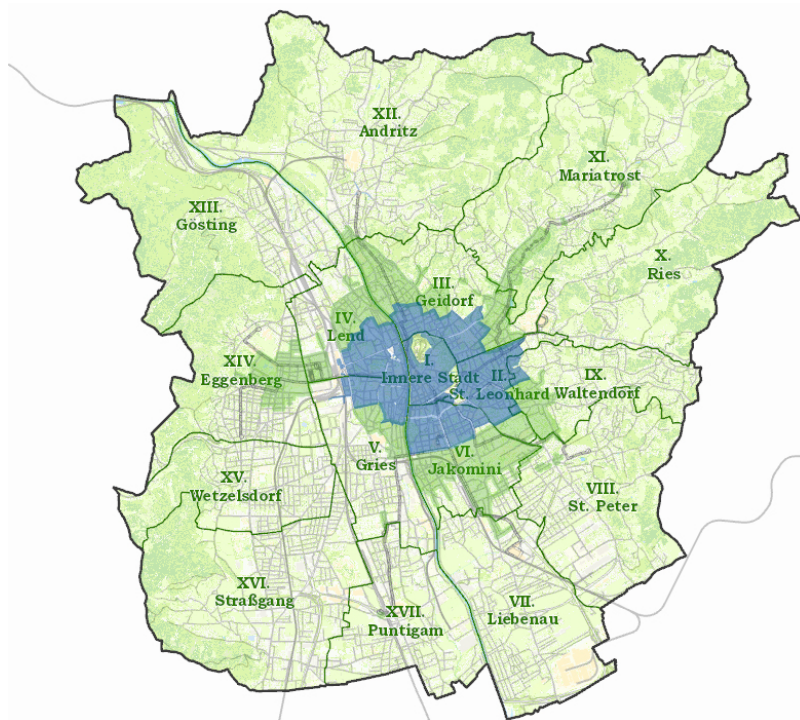 XII.
Andritz
XI.
Mariatrost
XIII.
Gösting
X.
Ries
III.
Geidorf
IV.
Lend
XIV.
Eggenberg
I.
Innere Stadt
II.
St. Leonhard
IX.
Waltendorf
V.
Gries
VI.
Jakomini
XV.
Wetzelsdorf
VIII.
St. Peter
XVI.
Straßgang
XVII.
Puntigam
VII.
Liebenau